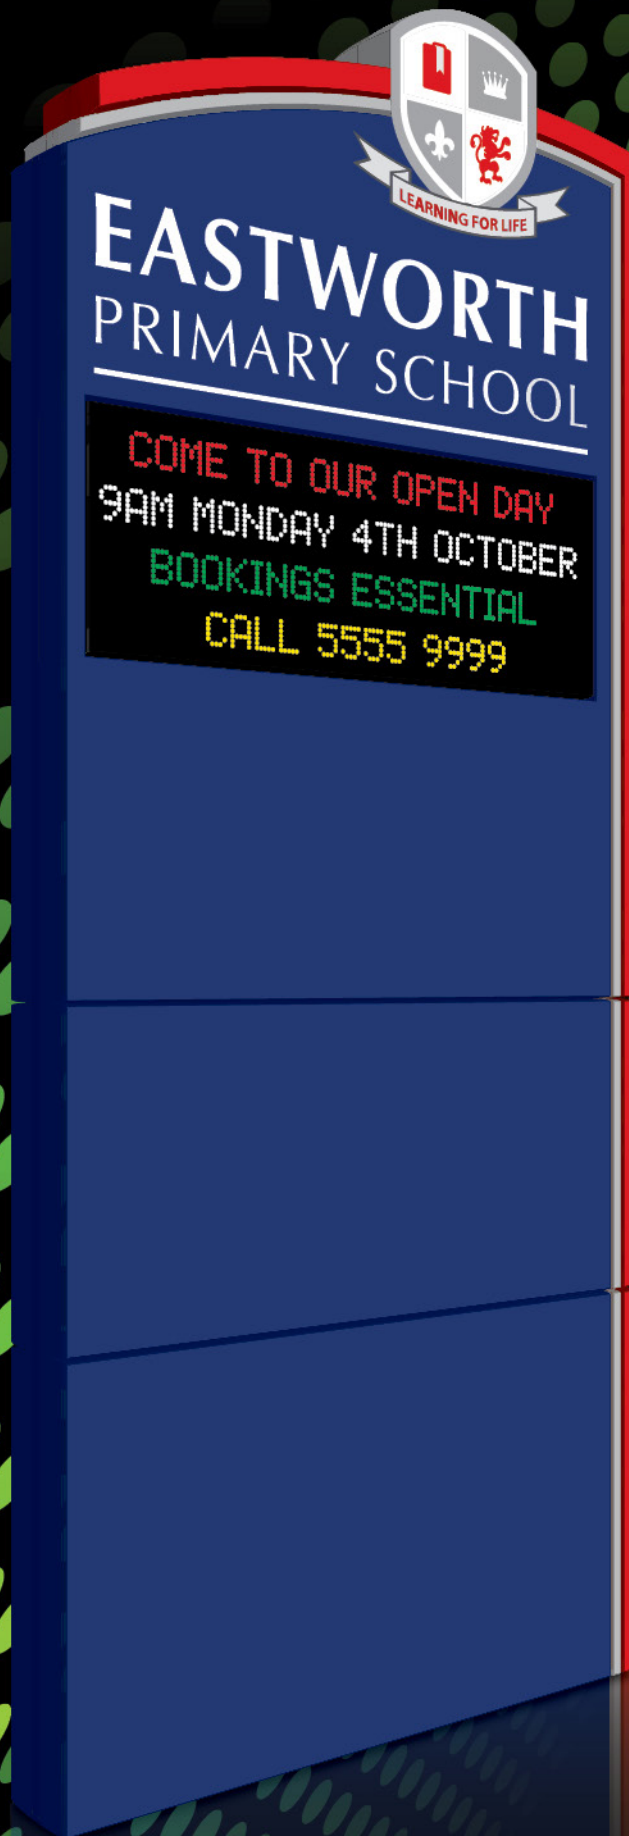 LEARNING FOR LIFE
EASTWORTH
PRIMARY SCHOOL
COME TO OUR OPEN DAY
9AM MONDAY 4TH OCTOBER
BOOKINGS ESSENTIAL
CALL 5555 9999